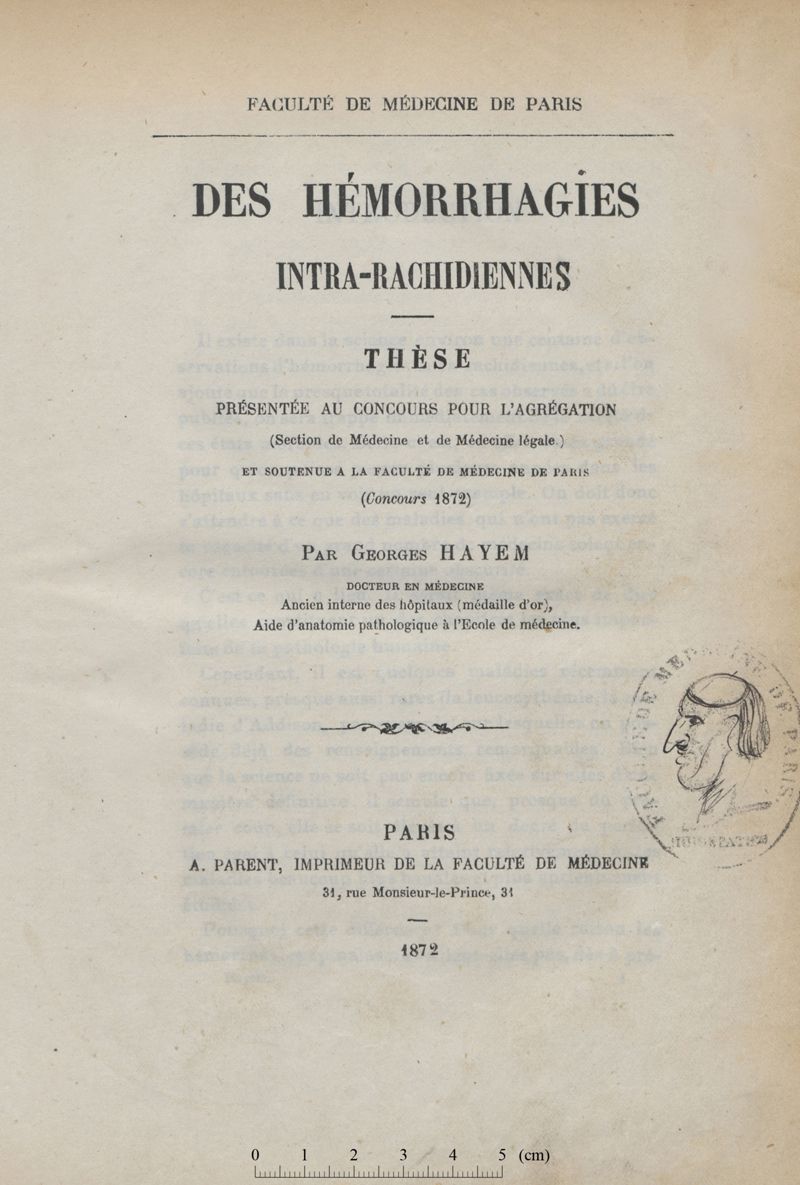 FACULTÉ DE MÉDECINE DE PARIS
DES HÉMORRHAGIES
INTRA-RACHIDIENNES
THÈSE
PRÉSENTÉE AU CONCOURS POUR L'AGRÉGATION
(Section de Médecine et de Médecine légale.)
ET SOUTENUE A LA FACULTÉ DE MÉDECINE DE PARIS
(Concours 1872)
PAR GEORGES HAYEM
DOCTEUR EN MÉDECINE
Ancien interne des hôpitaux (médaille d'or),
Aide d'anatomie pathologique à l'Ecole de médecine.
PARIS
A. PARENT, IMPRIMEUR DE LA FACULTÉ DE MÉDECINE
31, rue Monsieur-le-Prince, 31
1872
0 1 2 3 4 5 (cm)